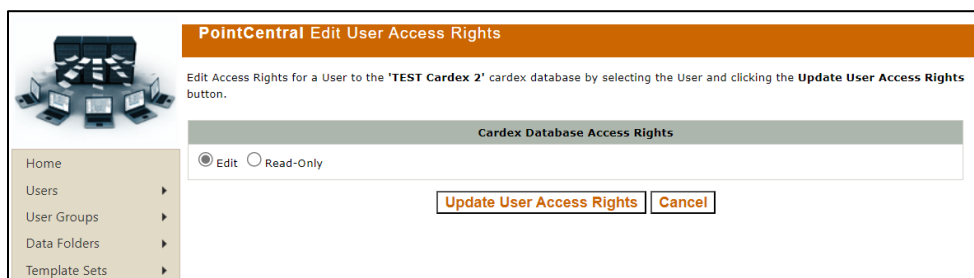 PointCentral Edit User Access Rights
Edit Access Rights for a User to the 'TEST Cardex 2' cardex database by selecting the User and clicking the Update User Access Rights
button.
Cardex Database Access Rights
Edit Read-Only
Update User Access Rights Cancel
Home
Users
User Groups
Data Folders
Template Sets